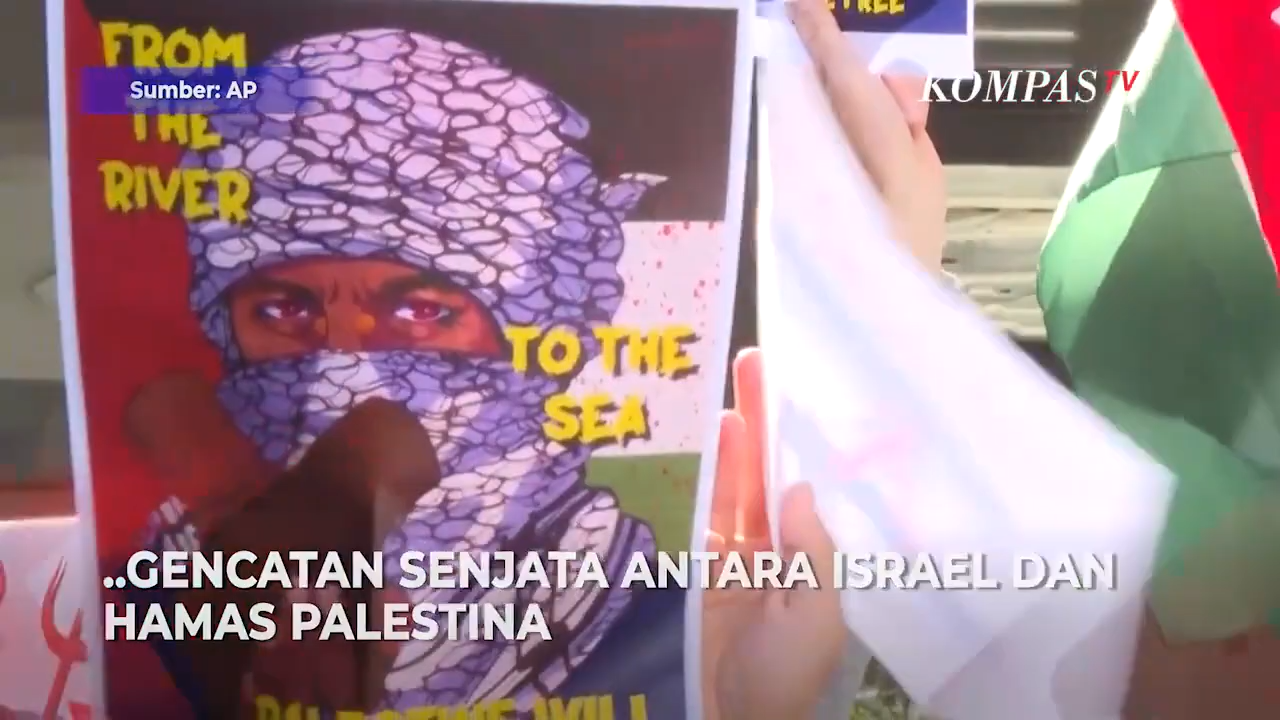 FROM
THE
RIVER
Sumber: AP
KOMPAS TV
TO THE
SEA
..GENCATAN SENJATA ANTARA ISRAEL DAN
HAMAS PALESTINA